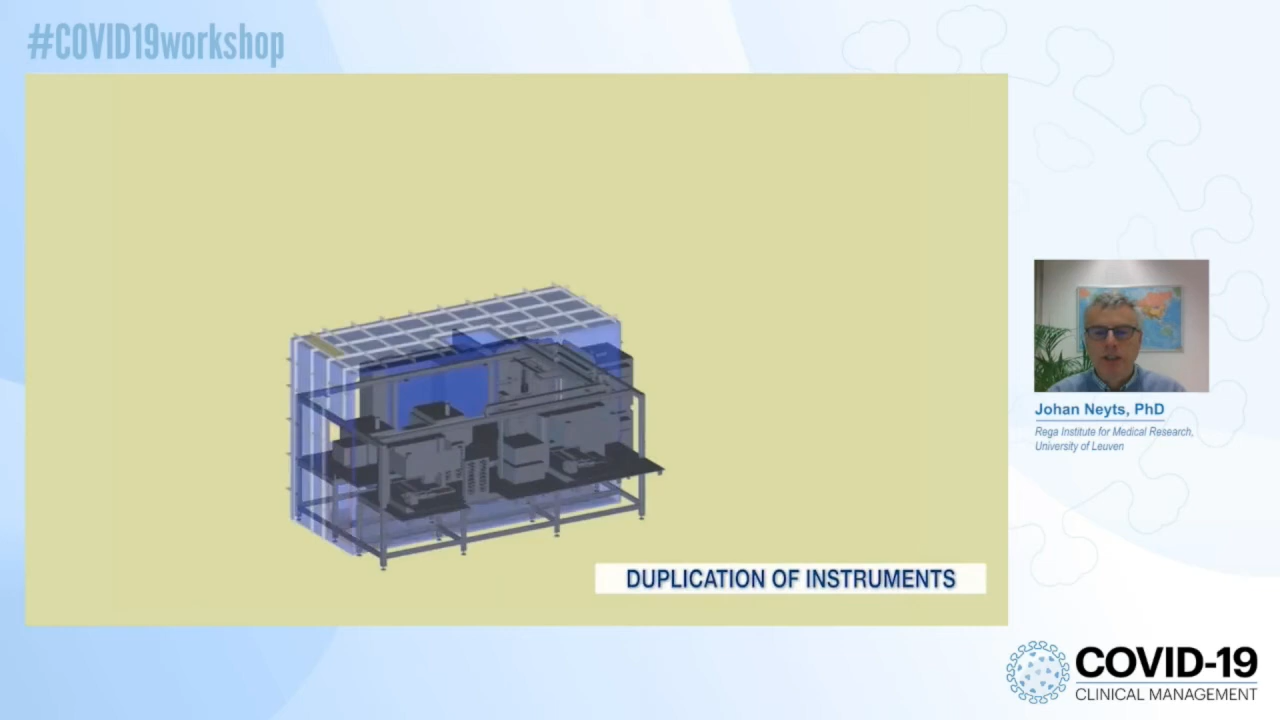 #COVID19workshop
DUPLICATION OF INSTRUMENTS
Johan Neyts, PhD
Rega Institute for Medical Research,
University of Leuven
COVID-19
CLINICAL MANAGEMENT